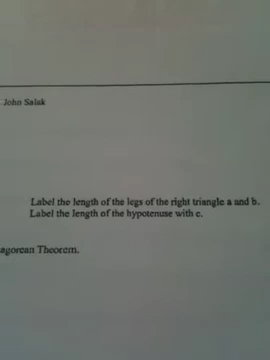 John Salak
Label the length of the legs of the right triangle a and b.
Label the length of the hypotenuse with c.
agorean Theorem.